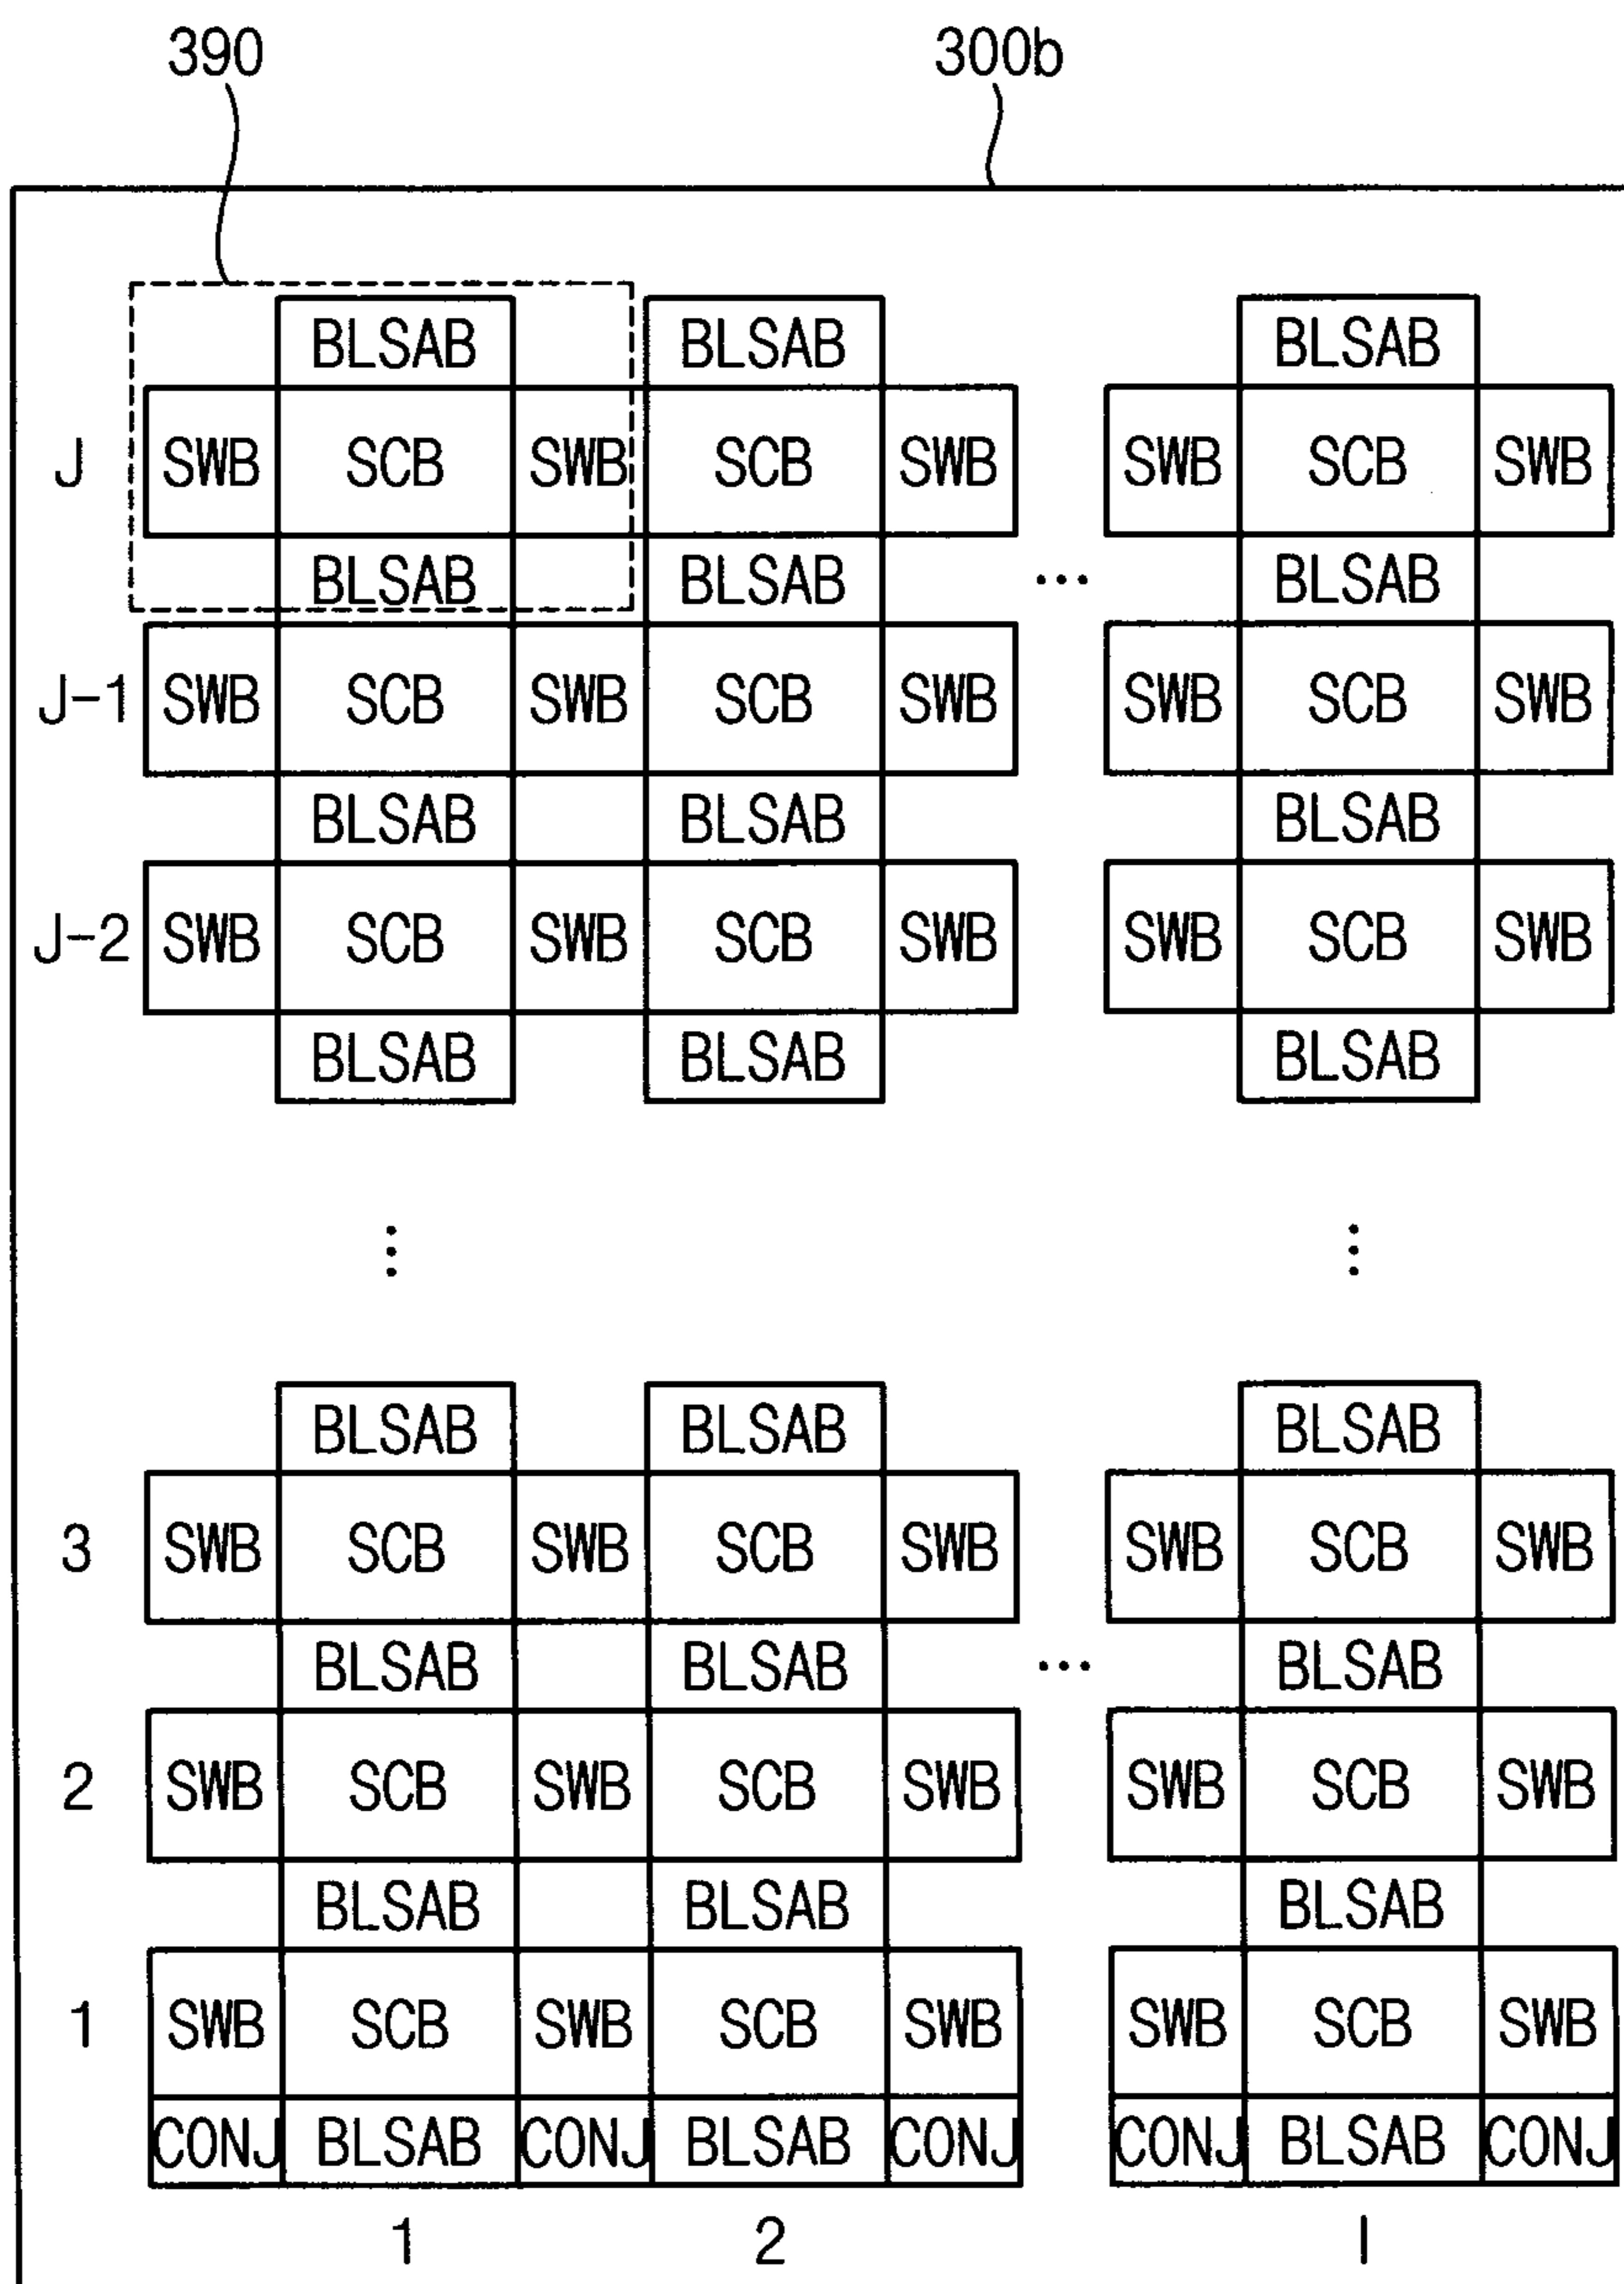 390 300b
BLSAB BLSAB BLSAB
J SWB SCB SWB SCB SWB SWB SCB SWB
BLSAB BLSAB ... BLSAB
J-1 SWB SCB SWB SCB SWB SWB SCB SWB
BLSAB BLSAB BLSAB
J-2 SWB SCB SWB SCB SWB SWB SCB SWB
BLSAB BLSAB BLSAB
⋮ ⋮
BLSAB BLSAB BLSAB
3 SWB SCB SWB SCB SWB SWB SCB SWB
BLSAB BLSAB ... BLSAB
2 SWB SCB SWB SCB SWB SWB SCB SWB
BLSAB BLSAB BLSAB
1 SWB SCB SWB SCB SWB SWB SCB SWB
CONJ BLSAB CONJ BLSAB CONJ CONJ BLSAB CONJ
1 2 I